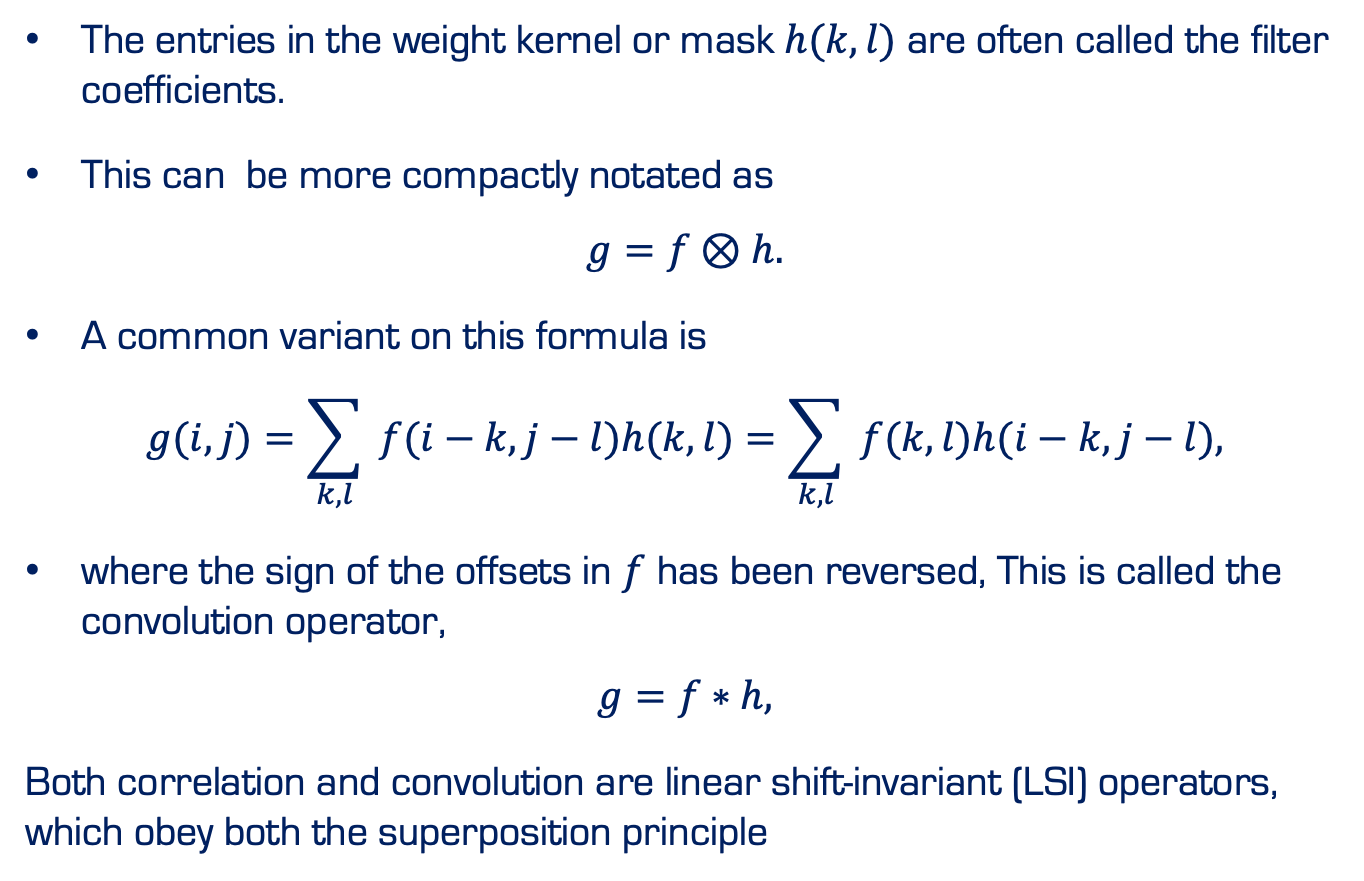 • The entries in the weight kernel or mask h(k, l) are often called the filter
coefficients.
• This can  be more compactly notated as
g = f ⊗ h.
• A common variant on this formula is
g(i, j) = ∑_{k,l} f(i − k, j − l)h(k, l) = ∑_{k,l} f(k, l)h(i − k, j − l),
• where the sign of the offsets in f has been reversed, This is called the
convolution operator,
g = f ∗ h,
Both correlation and convolution are linear shift-invariant (LSI) operators,
which obey both the superposition principle